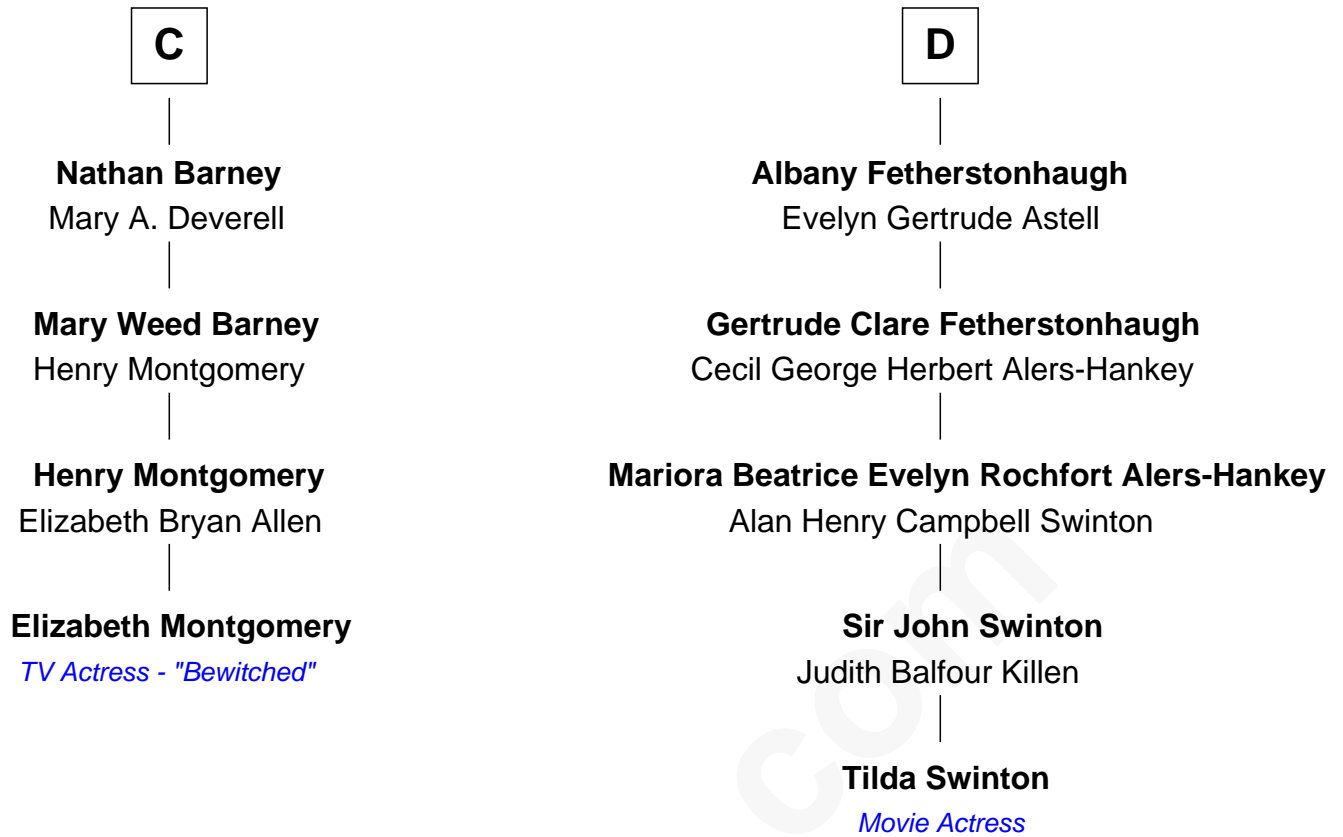 C
Nathan Barney
Mary A. Deverell
Mary Weed Barney
Henry Montgomery
Henry Montgomery
Elizabeth Bryan Allen
Elizabeth Montgomery
TV Actress - "Bewitched"
D
Albany Fetherstonhaugh
Evelyn Gertrude Astell
Gertrude Clare Fetherstonhaugh
Cecil George Herbert Alers-Hankey
Mariora Beatrice Evelyn Rochfort Alers-Hankey
Alan Henry Campbell Swinton
Sir John Swinton
Judith Balfour Killen
Tilda Swinton
Movie Actress
com